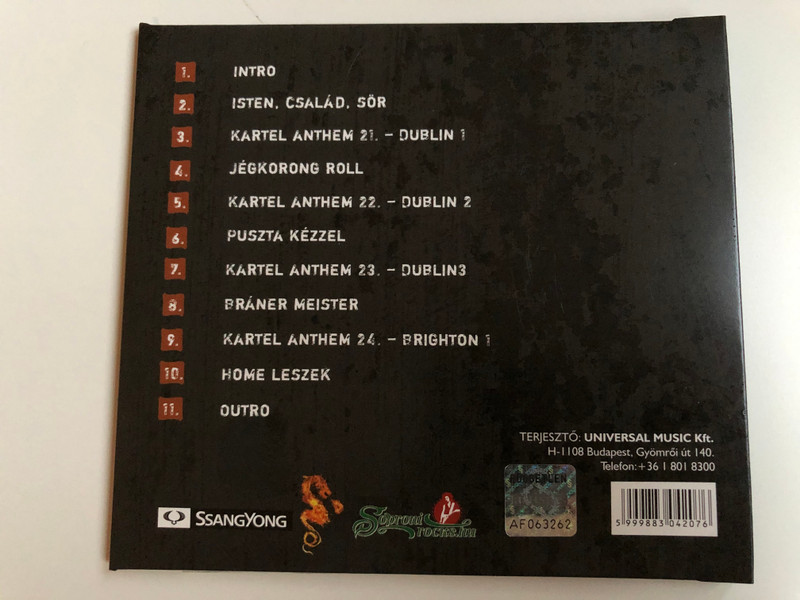 1. INTRO
2. ISTEN, CSALÁD, SÖR
3. KARTEL ANTHEM 21. – DUBLIN 1
4. JÉGKORONG ROLL
5. KARTEL ANTHEM 22. – DUBLIN 2
6. PUSZTA KÉZZEL
7. KARTEL ANTHEM 23. – DUBLIN3
8. BRÁNER MEISTER
9. KARTEL ANTHEM 24. – BRIGHTON 1
10. HOME LESZEK
11. OUTRO
TERJESZTŐ: UNIVERSAL MUSIC Kft.
H-1108 Budapest, Gyömrői út 140.
Telefon:+36 1 801 8300
SSANGYONG
Soproni
rocks.hu
AF063262
5 999883 042076